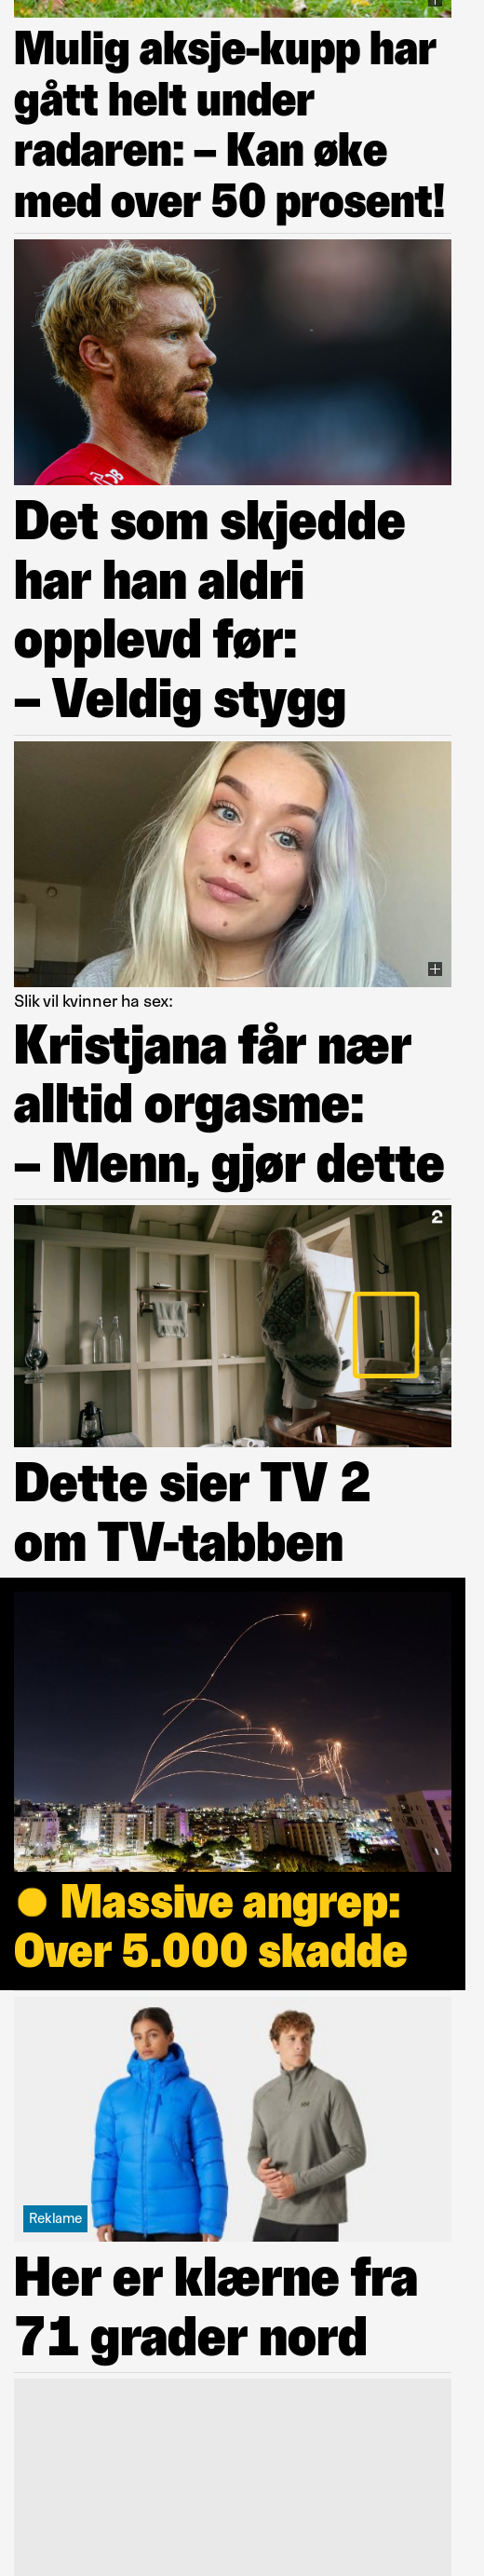 Mulig aksje-kupp har
gått helt under
radaren: – Kan øke
med over 50 prosent!
Det som skjedde
har han aldri
opplevd før:
– Veldig stygg
Slik vil kvinner ha sex:
Kristjana får nær
alltid orgasme:
– Menn, gjør dette
2
Dette sier TV 2
om TV-tabben
Massive angrep:
Over 5.000 skadde
Reklame
Her er klærne fra
71 grader nord